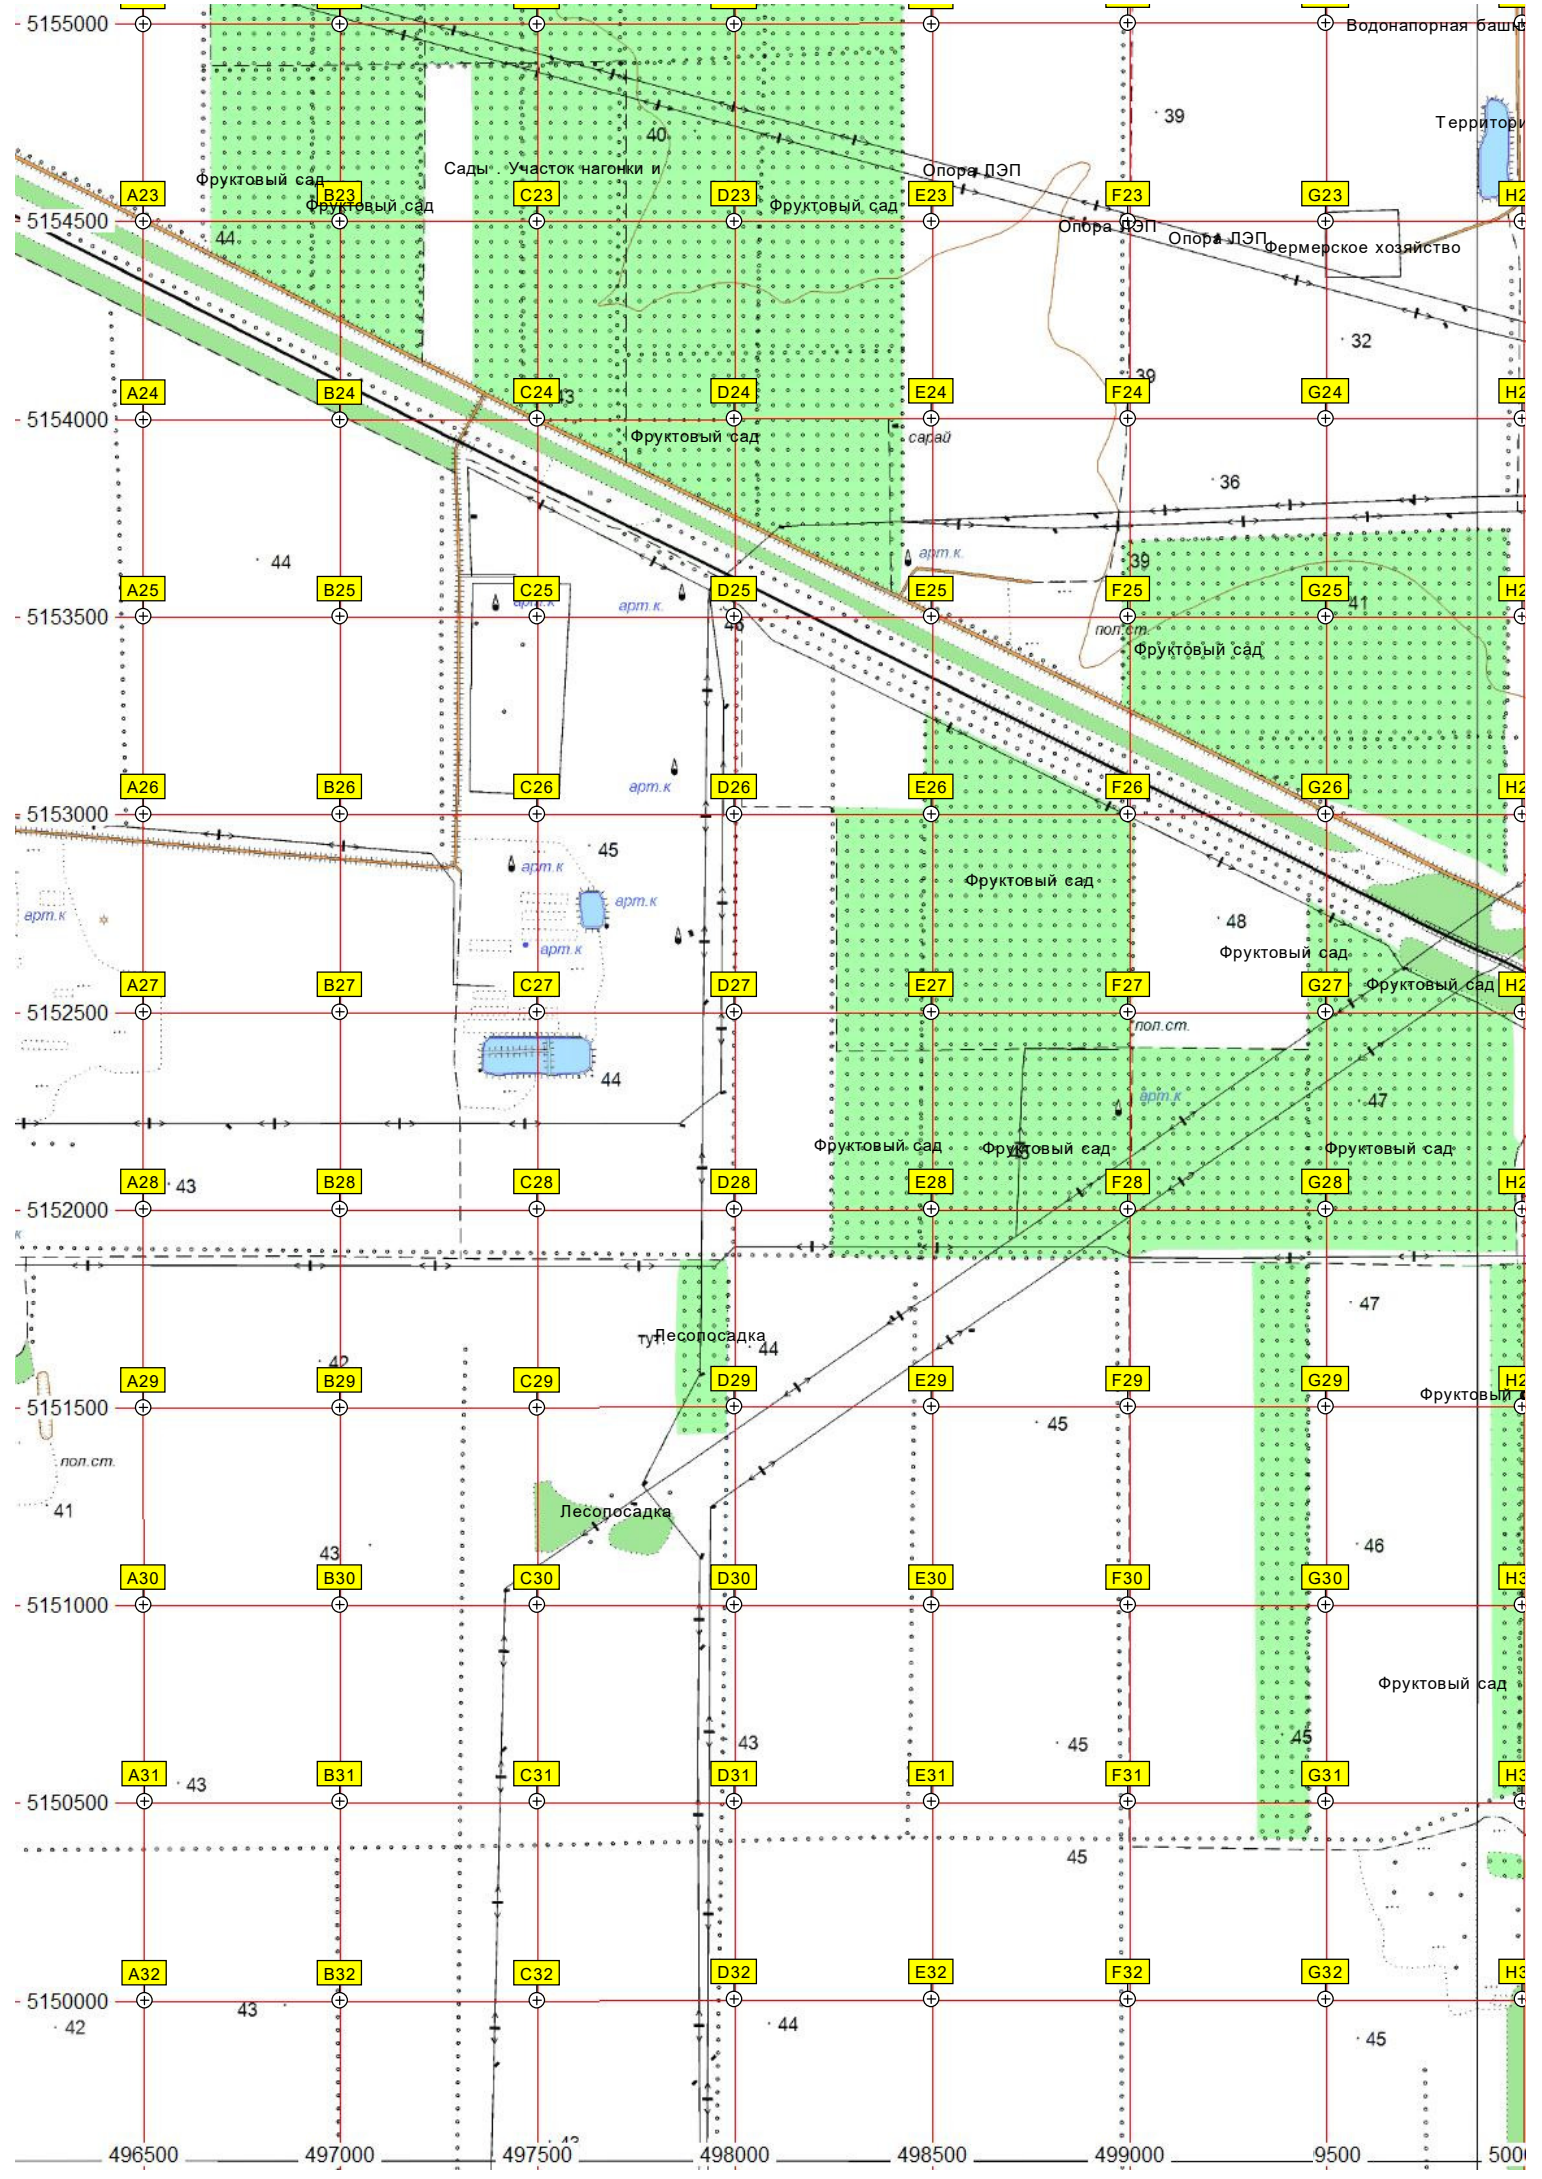 5155000
Водонапорная
39
40
Территори
Сады . Участок нагонки и
Опора ЛЭП
Фруктовый сад
A23
B23
C23
D23
E23
F23
G23
Фруктовый сад
Фруктовый сад
5154500
44
Опора ЛЭП
Опора ЛЭП
Фермерское хозяйство
32
39
A24
B24
C24
D24
E24
F24
G24
43
5154000
Фруктовый сад
сарай
36
арт.к.
44
39
A25
B25
C25
D25
E25
F25
G25
арт.к.
41
5153500
пол.ст.
Фруктовый сад
A26
B26
C26
D26
E26
F26
G26
арт.к
5153000
45
арт.к
Фруктовый сад
арт.к
арт.к
48
арт.к
Фруктовый сад
A27
B27
C27
D27
E27
F27
G27
Фруктовый сад
5152500
пол.ст.
44
арт.к
47
Фруктовый сад
Фруктовый сад
Фруктовый сад
A28
43
B28
C28
D28
E28
F28
G28
5152000
к
47
тут.
Лесопосадка
44
42
A29
B29
C29
D29
E29
F29
G29
Фруктовый
5151500
45
пол.ст.
41
Лесопосадка
43
46
A30
B30
C30
D30
E30
F30
G30
5151000
Фруктовый сад
43
45
45
A31
43
B31
C31
D31
E31
F31
G31
5150500
45
A32
B32
C32
D32
E32
F32
G32
5150000
43
42
44
45
496500
497000
497500
498000
498500
499000
9500
500